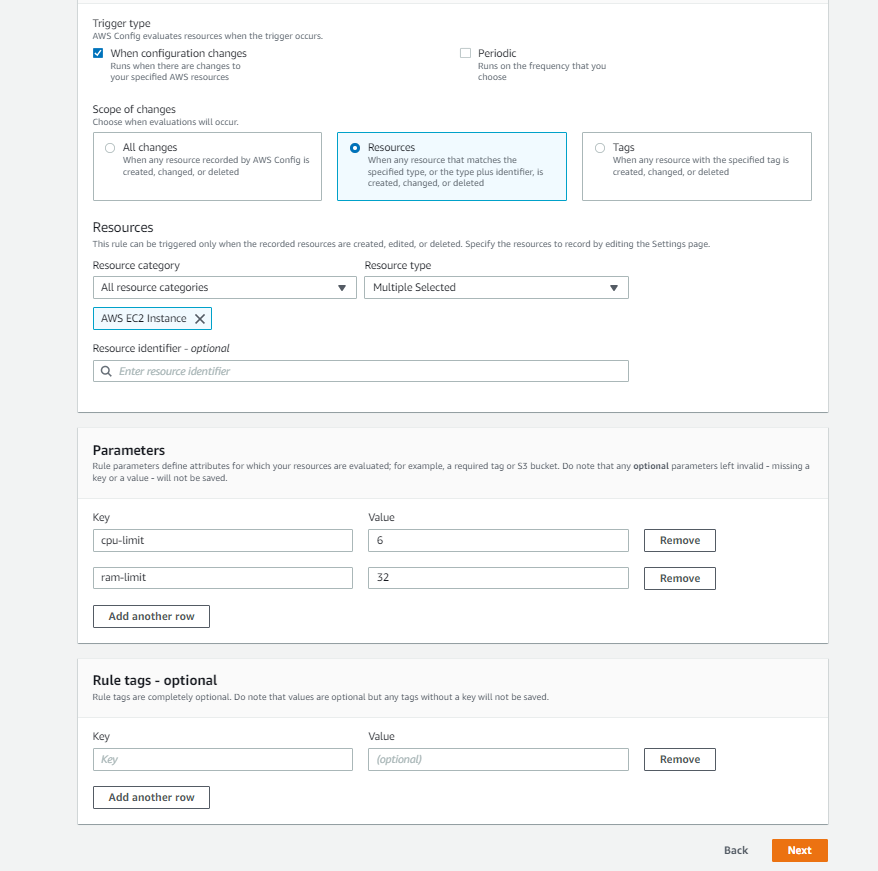 Trigger type
AWS Config evaluates resources when the trigger occurs.
When configuration changes
Runs when there are changes to
your specified AWS resources
Periodic
Runs on the frequency that you
choose
Scope of changes
Choose when evaluations will occur.
All changes
When any resource recorded by AWS Config is
created, changed, or deleted
Resources
When any resource that matches the
specified type, or the type plus identifier, is
created, changed, or deleted
Tags
When any resource with the specified tag is
created, changed, or deleted
Resources
This rule can be triggered only when the recorded resources are created, edited, or deleted. Specify the resources to record by editing the Settings page.
Resource category
Resource type
All resource categories
Multiple Selected
AWS EC2 Instance
Resource identifier - optional
Enter resource identifier
Parameters
Rule parameters define attributes for which your resources are evaluated; for example, a required tag or S3 bucket. Do note that any optional parameters left invalid - missing a
key or a value - will not be saved.
Key
Value
cpu-limit
6
Remove
ram-limit
32
Remove
Add another row
Rule tags - optional
Rule tags are completely optional. Do note that values are optional but any tags without a key will not be saved.
Key
Value
Key
(optional)
Remove
Add another row
Back
Next